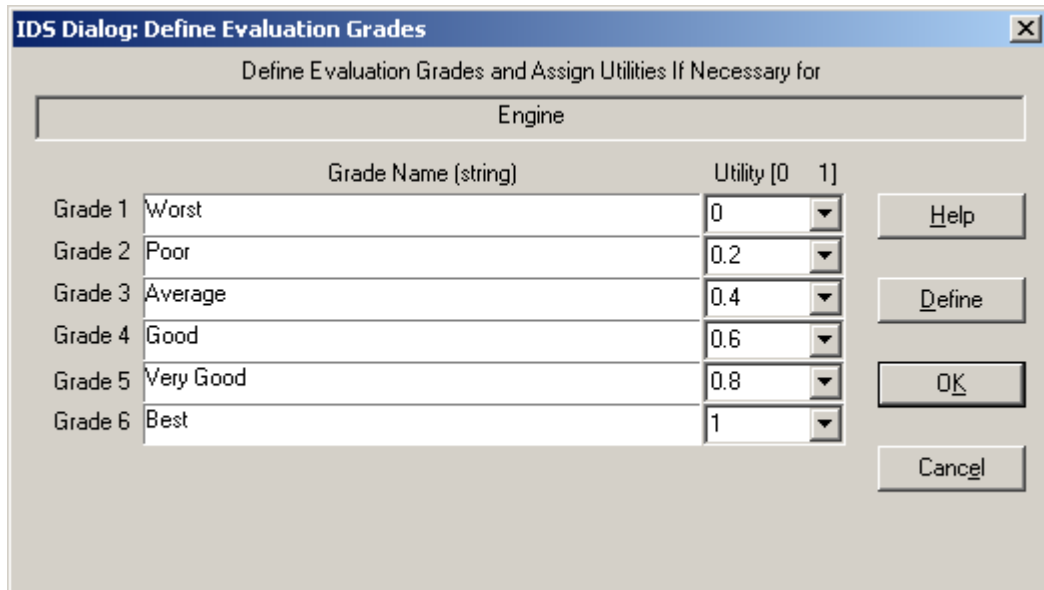 IDS Dialog: Define Evaluation Grades
Define Evaluation Grades and Assign Utilities If Necessary for
Engine
Grade Name (string) Utility [0 1]
Grade 1 Worst 0 Help
Grade 2 Poor 0.2
Grade 3 Average 0.4 Define
Grade 4 Good 0.6
Grade 5 Very Good 0.8 OK
Grade 6 Best 1
Cancel